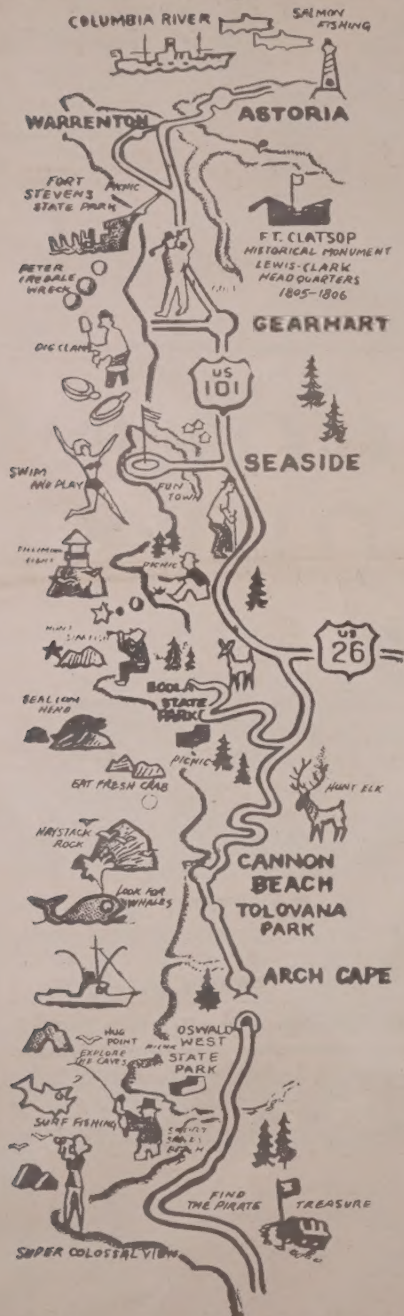 COLUMBIA RIVER
SALMON
FISHING
WARRENTON
ASTORIA
FORT
STEVENS
STATE PARK
PICNIC
FT. CLATSOP
HISTORICAL MONUMENT
LEWIS-CLARK
HEADQUARTERS
1805-1806
PETER
IREDALE
WRECK
GEARHART
DIG CLAMS
US
101
SEASIDE
SWIM
AND PLAY
FUN
TOWN
PICNIC
US
26
ECOLA
STATE
PARK
SEA LION
HEAD
PICNIC
EAT FRESH CRAB
HUNT ELK
HAYSTACK
ROCK
CANNON
BEACH
LOOK FOR
WHALES
TOLOVANA
PARK
ARCH CAPE
HUG
POINT
EXPLORE
THE CAVES
OSWALD
WEST
STATE
PARK
SURF FISHING
BEACH
FIND
THE PIRATE
TREASURE
SUPER COLOSSAL VIEW